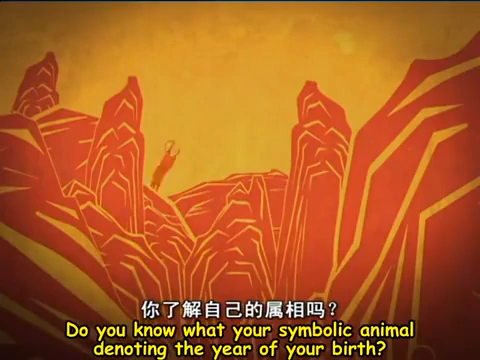 你了解自己的属相吗？
Do you know what your symbolic animal
denoting the year of your birth?